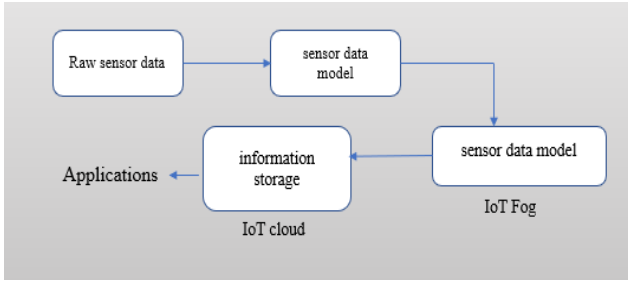 Raw sensor data
sensor data
model
sensor data model
IoT Fog
information
storage
IoT cloud
Applications